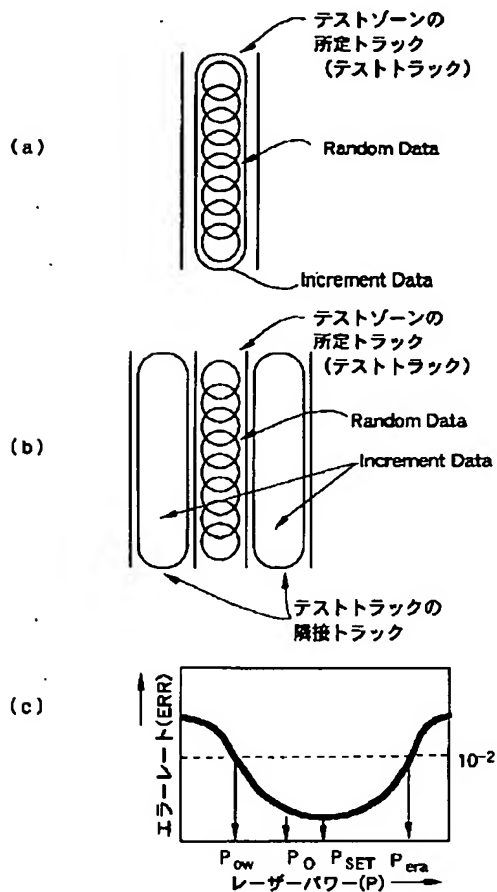 テストゾーンの
所定トラック
(テストトラック)
(a)
Random Data
Increment Data
テストゾーンの
所定トラック
(テストトラック)
(b)
Random Data
Increment Data
テストトラックの
隣接トラック
(c)
エラーレート(ERR)
10-2
Pow PO PSET Pera
レーザーパワー(P)